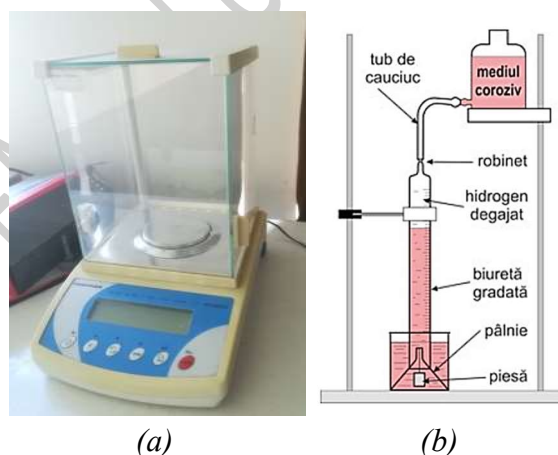 tub de
cauciuc
mediul
coroziv
robinet
hidrogen
degajat
biuretă
gradată
pâlnie
piesă
(a)
(b)